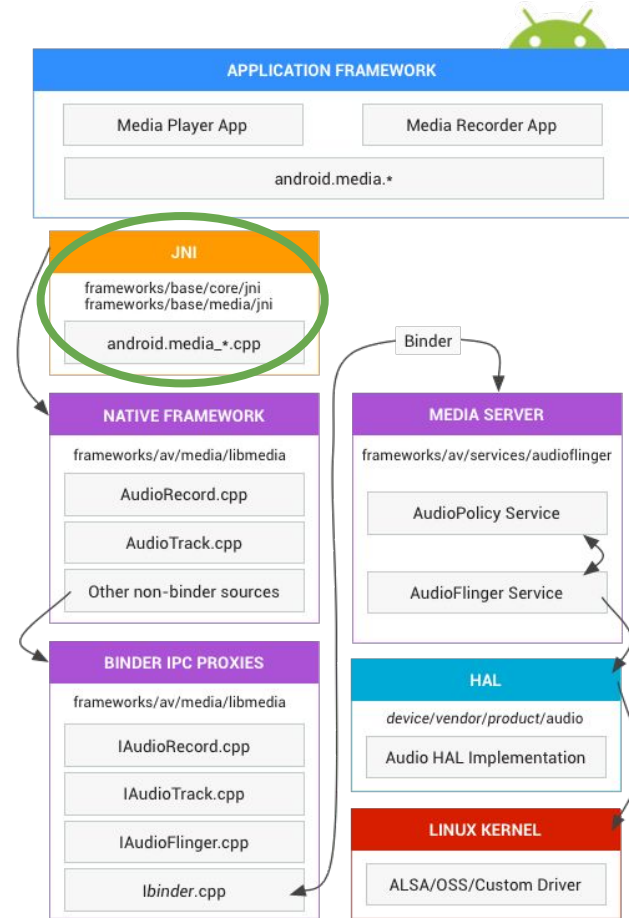 APPLICATION FRAMEWORK
Media Player App
Media Recorder App
android.media.*
JNI
frameworks/base/core/jni
frameworks/base/media/jni
android.media_*.cpp
Binder
NATIVE FRAMEWORK
frameworks/av/media/libmedia
AudioRecord.cpp
AudioTrack.cpp
Other non-binder sources
BINDER IPC PROXIES
frameworks/av/media/libmedia
IAudioRecord.cpp
IAudioTrack.cpp
IAudioFlinger.cpp
Ibinder.cpp
MEDIA SERVER
frameworks/av/services/audioflinger
AudioPolicy Service
AudioFlinger Service
HAL
device/vendor/product/audio
Audio HAL Implementation
LINUX KERNEL
ALSA/OSS/Custom Driver